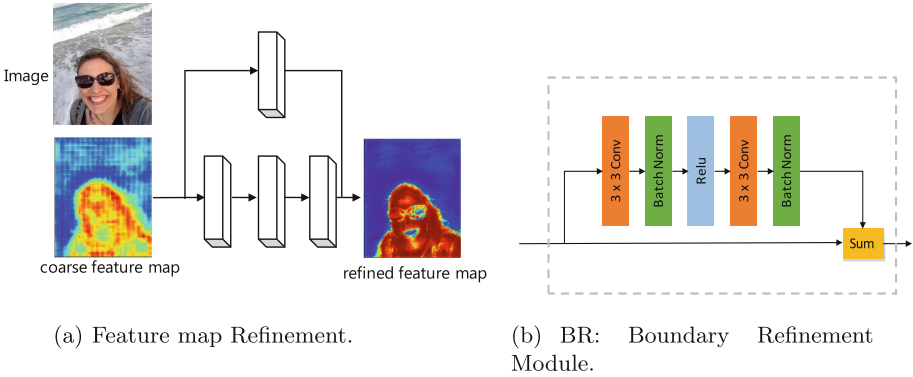 Image
coarse feature map
refined feature map
(a) Feature map Refinement.
3 x 3 Conv
Batch Norm
Relu
3 x 3 Conv
Batch Norm
Sum
(b) BR: Boundary Refinement
Module.